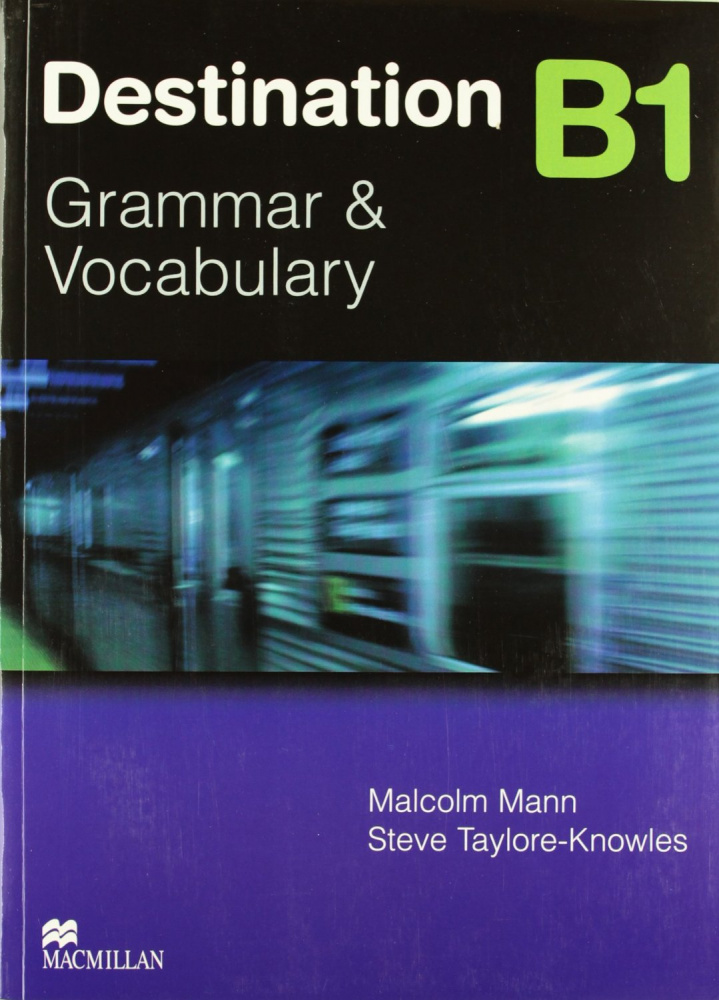 Destination B1
Grammar &
Vocabulary
Malcolm Mann
Steve Taylore-Knowles
MACMILLAN